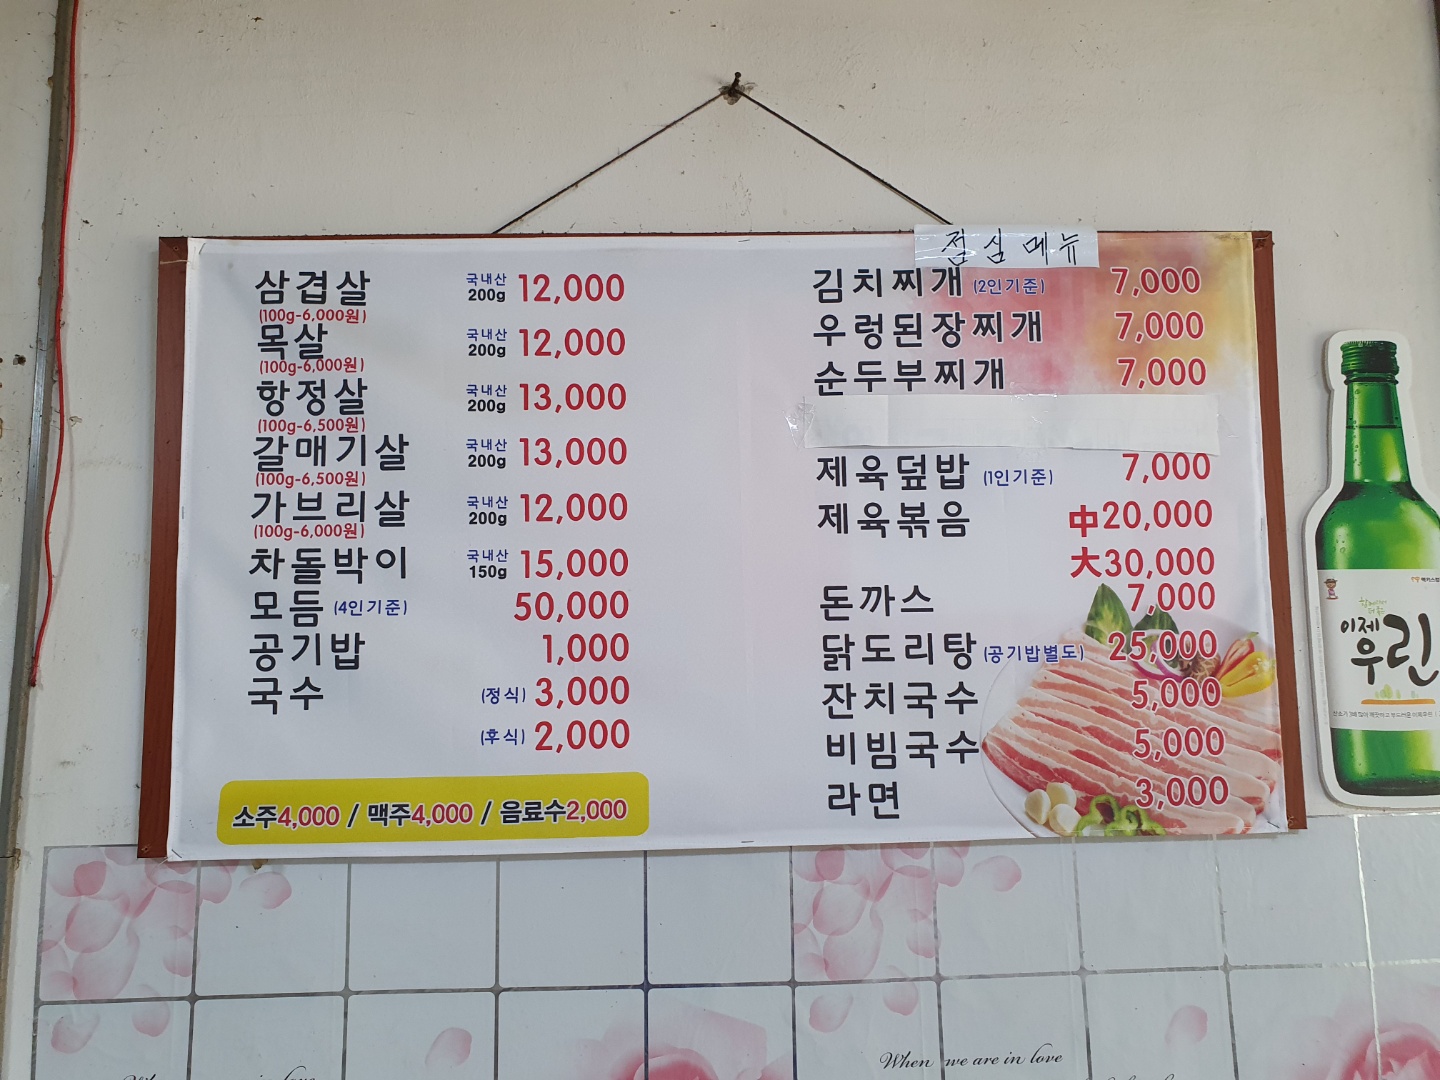 삼겹살 국내산 200g 12,000
(100g-6,000원)
목살 국내산 200g 12,000
(100g-6,000원)
항정살 국내산 200g 13,000
(100g-6,500원)
갈매기살 국내산 200g 13,000
(100g-6,500원)
가브리살 국내산 200g 12,000
(100g-6,000원)
차돌박이 국내산 150g 15,000
모듬 (4인기준) 50,000
공기밥 1,000
국수 (정식) 3,000
(후식) 2,000
소주4,000 / 맥주4,000 / 음료수2,000
점심메뉴
김치찌개 (2인기준) 7,000
우렁된장찌개 7,000
순두부찌개 7,000
제육덮밥 (1인기준) 7,000
제육볶음 中20,000
大30,000
돈까스 7,000
닭도리탕 (공기밥별도) 25,000
잔치국수 5,000
비빔국수 5,000
라면 3,000
이제
우린
When we are in love